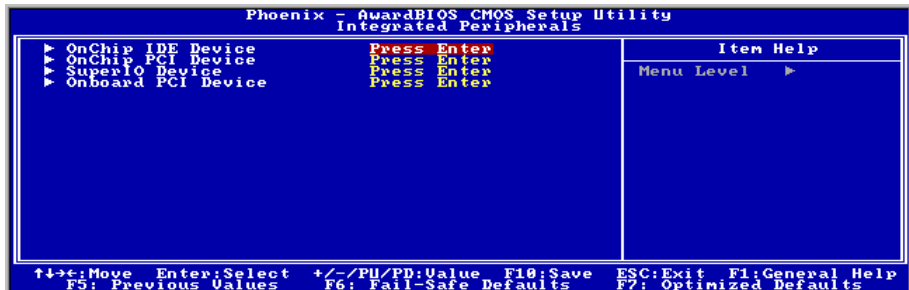 Phoenix - AwardBIOS CMOS Setup Utility
Integrated Peripherals
► OnChip IDE Device Press Enter
► OnChip PCI Device Press Enter
► SuperIO Device Press Enter
► Onboard PCI Device Press Enter
Item Help
Menu Level ►
↑↓→←:Move Enter:Select +/-/PU/PD:Value F10:Save ESC:Exit F1:General Help
F5: Previous Values F6: Fail-Safe Defaults F7: Optimized Defaults